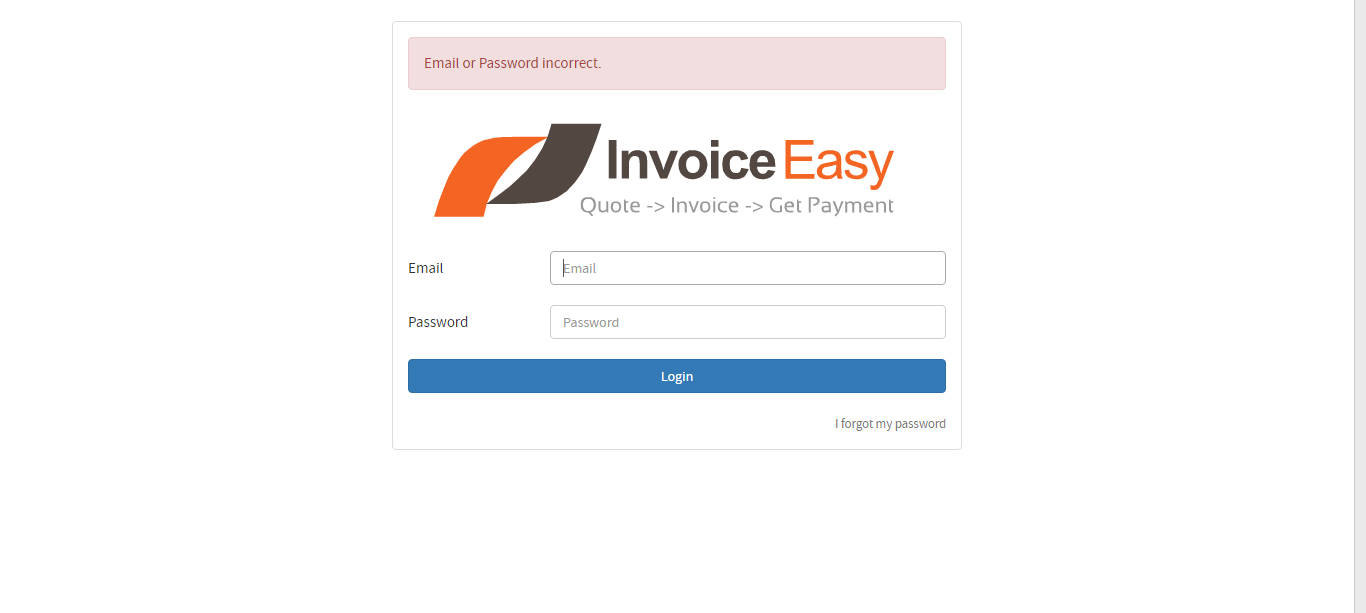 Email or Password incorrect.
Invoice Easy
Quote -> Invoice -> Get Payment
Email
Email
Password
Password
Login
I forgot my password